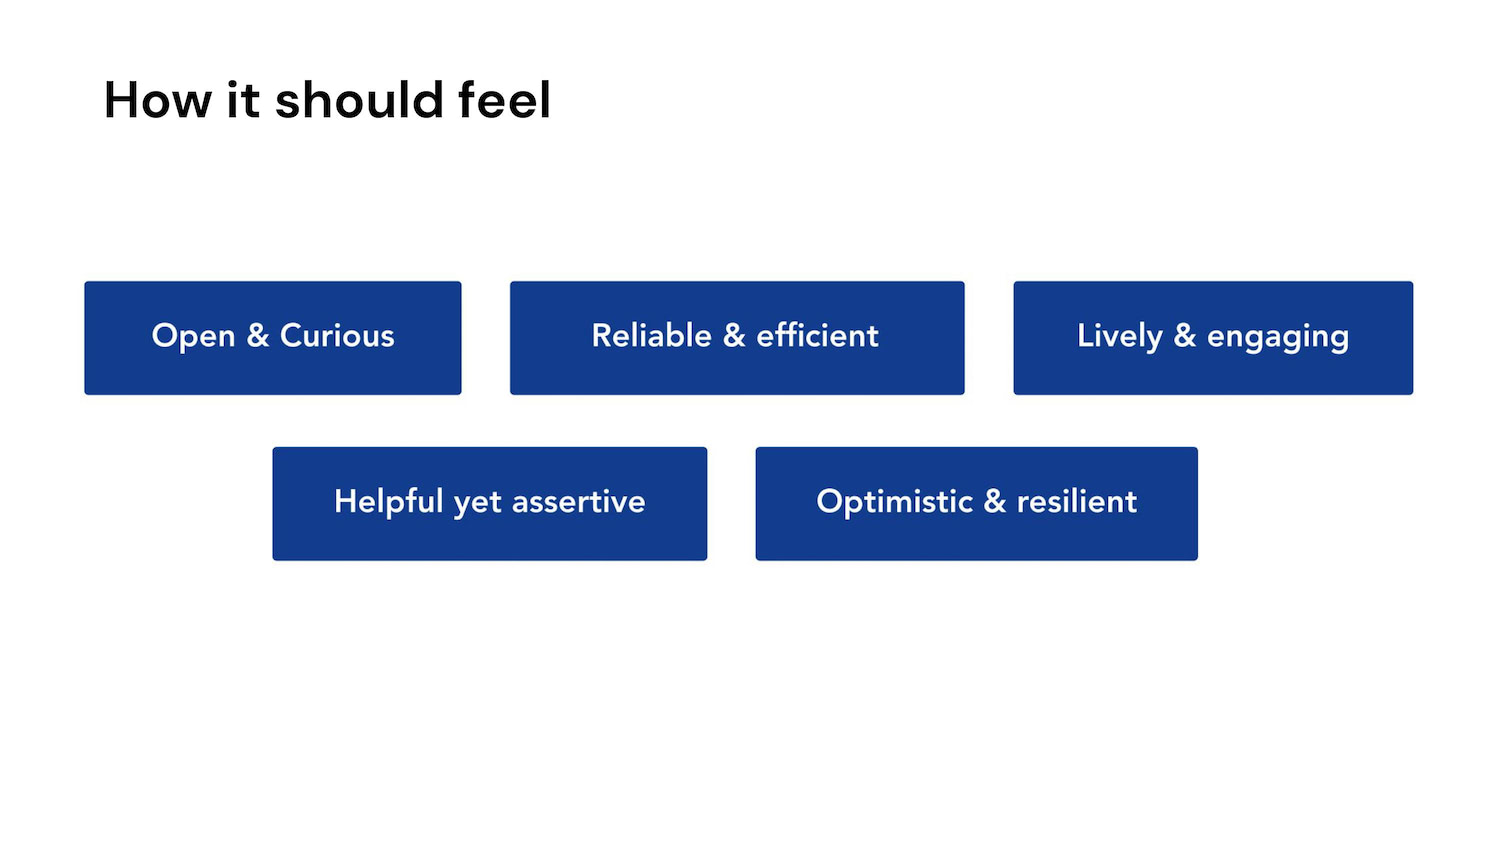 How it should feel
Open & Curious
Reliable & efficient
Lively & engaging
Helpful yet assertive
Optimistic & resilient